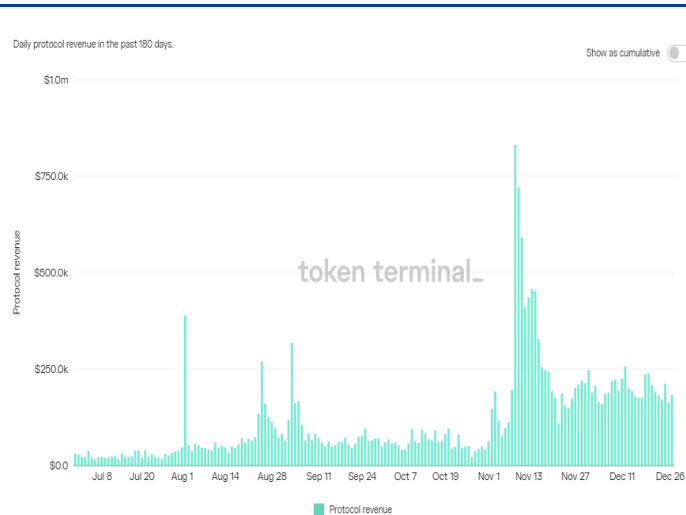 Daily protocol revenue in the past 180 days.
Show as cumulative
$1.0m
$750.0k
$500.0k
$250.0k
$0.0
Protocol revenue
token terminal_
Jul 8 Jul 20 Aug 1 Aug 14 Aug 28 Sep 11 Sep 24 Oct 7 Oct 19 Nov 1 Nov 13 Nov 27 Dec 11 Dec 26
Protocol revenue